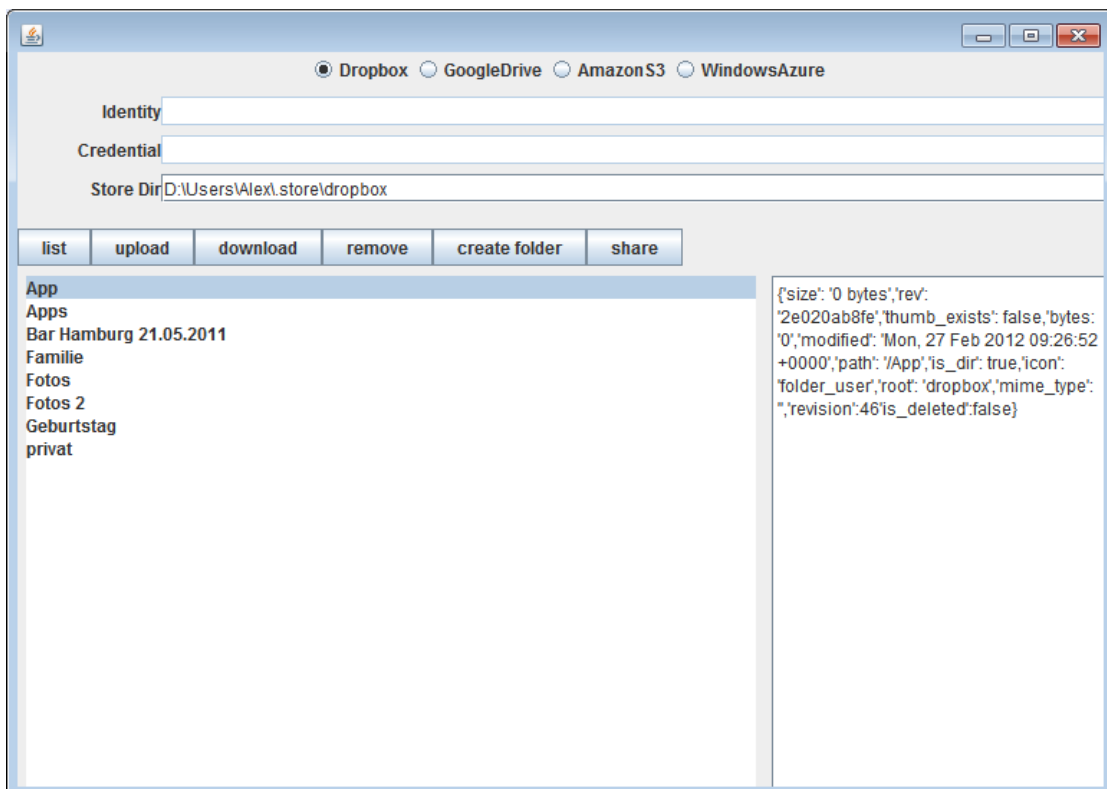 Dropbox GoogleDrive AmazonS3 WindowsAzure
Identity
Credential
Store Dir D:\Users\Alex\.store\dropbox
list upload download remove create folder share
App
Apps
Bar Hamburg 21.05.2011
Familie
Fotos
Fotos 2
Geburtstag
privat
{'size': '0 bytes','rev':
'2e020ab8fe','thumb_exists': false,'bytes:
'0','modified': 'Mon, 27 Feb 2012 09:26:52
+0000','path': '/App','is_dir': true,'icon':
'folder_user','root': 'dropbox','mime_type':
'','revision':46'is_deleted':false}